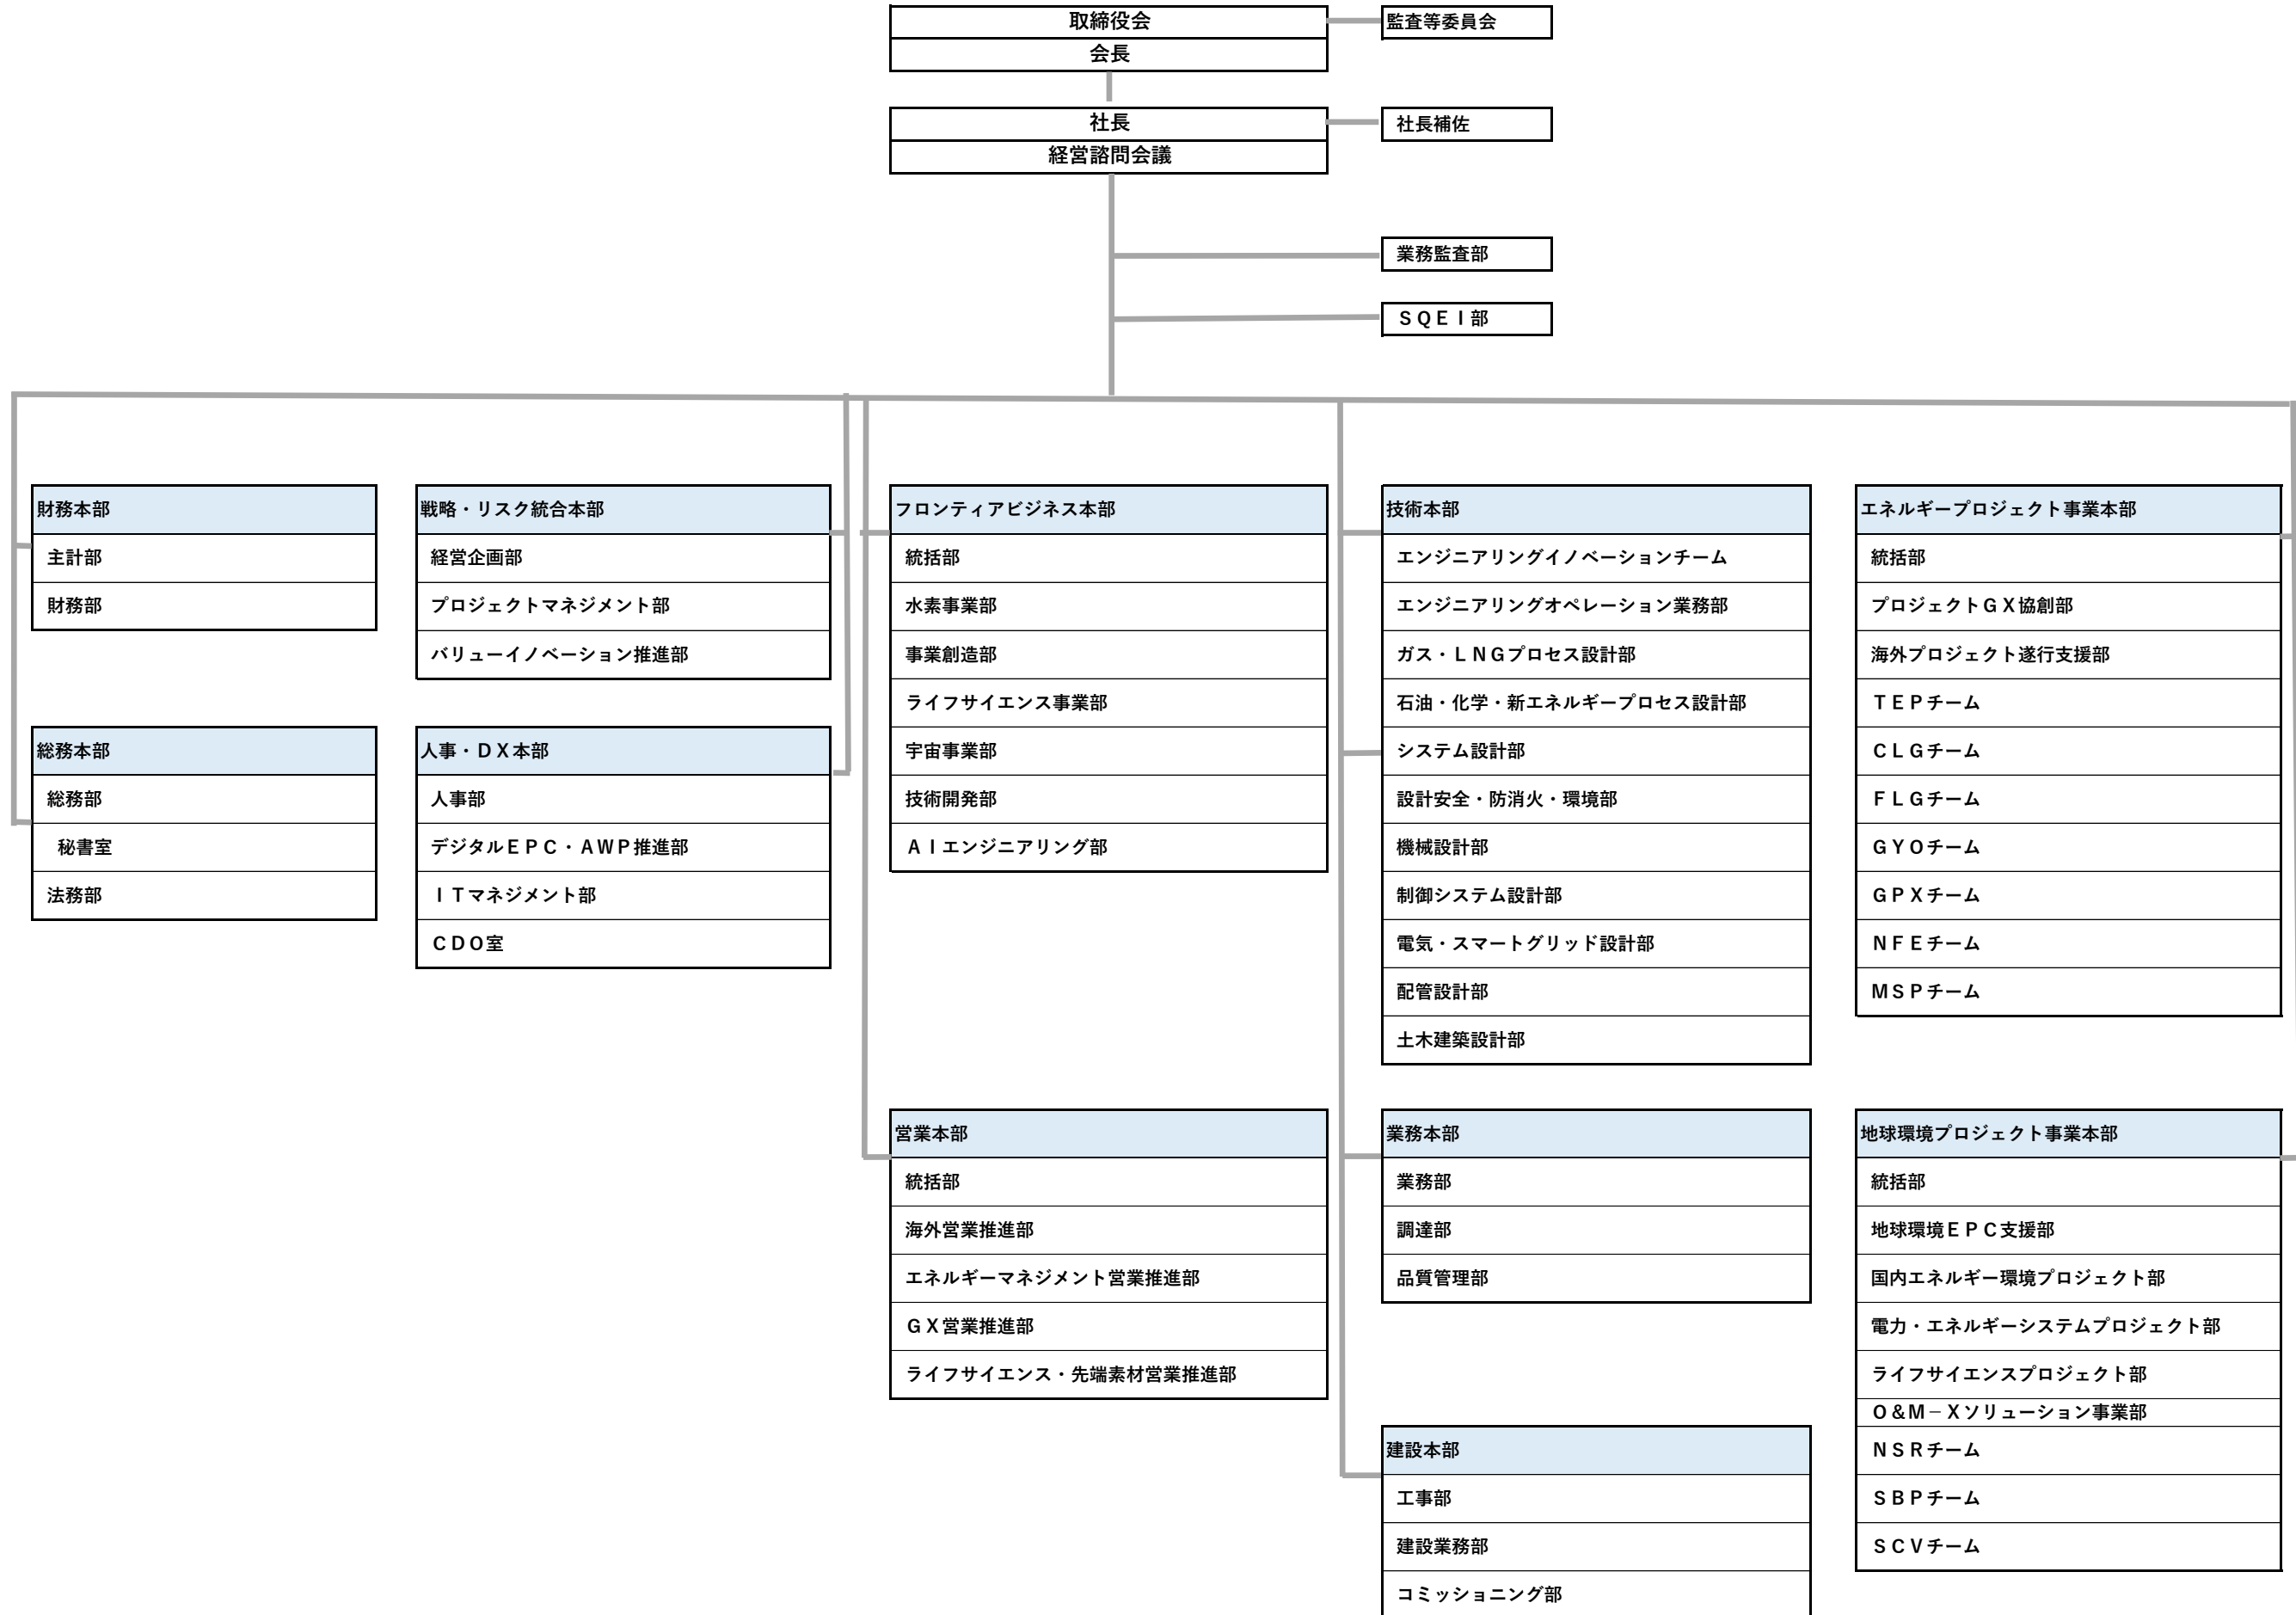 取締役会
監査等委員会
会長
社長
社長補佐
経営諮問会議
業務監査部
ＳＱＥＩ部
財務本部
主計部
財務部
総務本部
総務部
秘書室
法務部
戦略・リスク統合本部
経営企画部
プロジェクトマネジメント部
バリューイノベーション推進部
人事・ＤＸ本部
人事部
デジタルＥＰＣ・ＡＷＰ推進部
ＩＴマネジメント部
ＣＤＯ室
フロンティアビジネス本部
統括部
水素事業部
事業創造部
ライフサイエンス事業部
宇宙事業部
技術開発部
ＡＩエンジニアリング部
営業本部
統括部
海外営業推進部
エネルギーマネジメント営業推進部
ＧＸ営業推進部
ライフサイエンス・先端素材営業推進部
技術本部
エンジニアリングイノベーションチーム
エンジニアリングオペレーション業務部
ガス・ＬＮＧプロセス設計部
石油・化学・新エネルギープロセス設計部
システム設計部
設計安全・防消火・環境部
機械設計部
制御システム設計部
電気・スマートグリッド設計部
配管設計部
土木建築設計部
業務本部
業務部
調達部
品質管理部
建設本部
工事部
建設業務部
コミッショニング部
エネルギープロジェクト事業本部
統括部
プロジェクトＧＸ協創部
海外プロジェクト遂行支援部
ＴＥＰチーム
ＣＬＧチーム
ＦＬＧチーム
ＧＹＯチーム
ＧＰＸチーム
ＮＦＥチーム
ＭＳＰチーム
地球環境プロジェクト事業本部
統括部
地球環境ＥＰＣ支援部
国内エネルギー環境プロジェクト部
電力・エネルギーシステムプロジェクト部
ライフサイエンスプロジェクト部
Ｏ＆Ｍ－Ｘソリューション事業部
ＮＳＲチーム
ＳＢＰチーム
ＳＣＶチーム